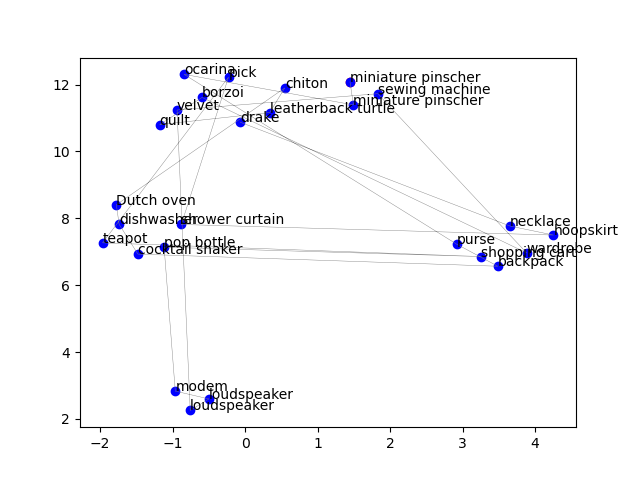 ocarina
pick
chiton
miniature pinscher
sewing machine
borzoi
miniature pinscher
velvet
leatherback turtle
quilt
drake
Dutch oven
dishwasher
shower curtain
necklace
hoopskirt
teapot
pop bottle
purse
cocktail shaker
shopping cart
wardrobe
backpack
modem
loudspeaker
loudspeaker
12
10
8
6
4
2
−2 −1 0 1 2 3 4